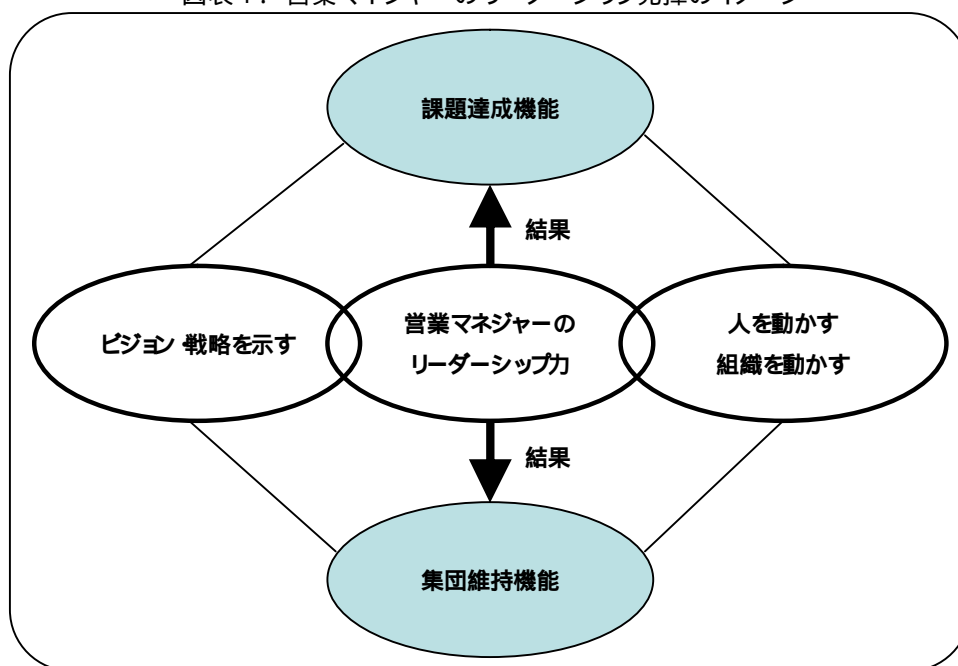 課題達成機能
結果
ビジョン 戦略を示す
営業マネジャーの
リーダーシップ力
人を動かす
組織を動かす
結果
集団維持機能